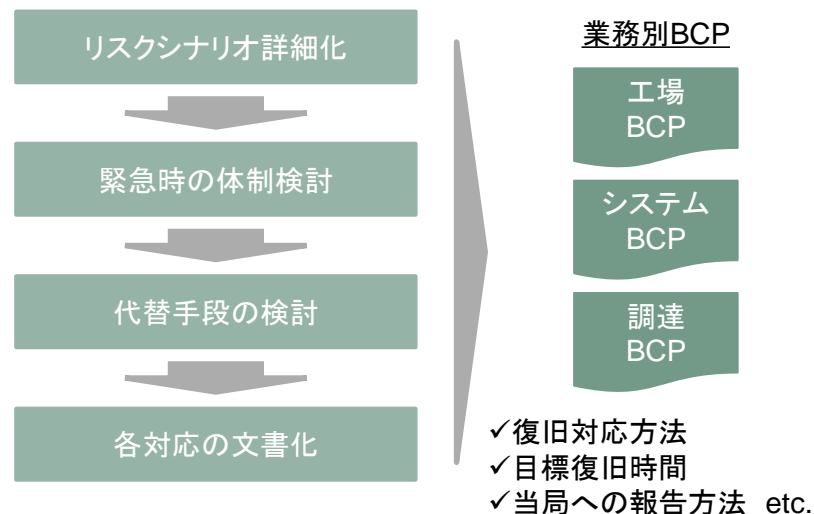 リスクシナリオ詳細化
緊急時の体制検討
代替手段の検討
各対応の文書化
業務別BCP
工場
BCP
システム
BCP
調達
BCP
✓復旧対応方法
✓目標復旧時間
✓当局への報告方法 etc.